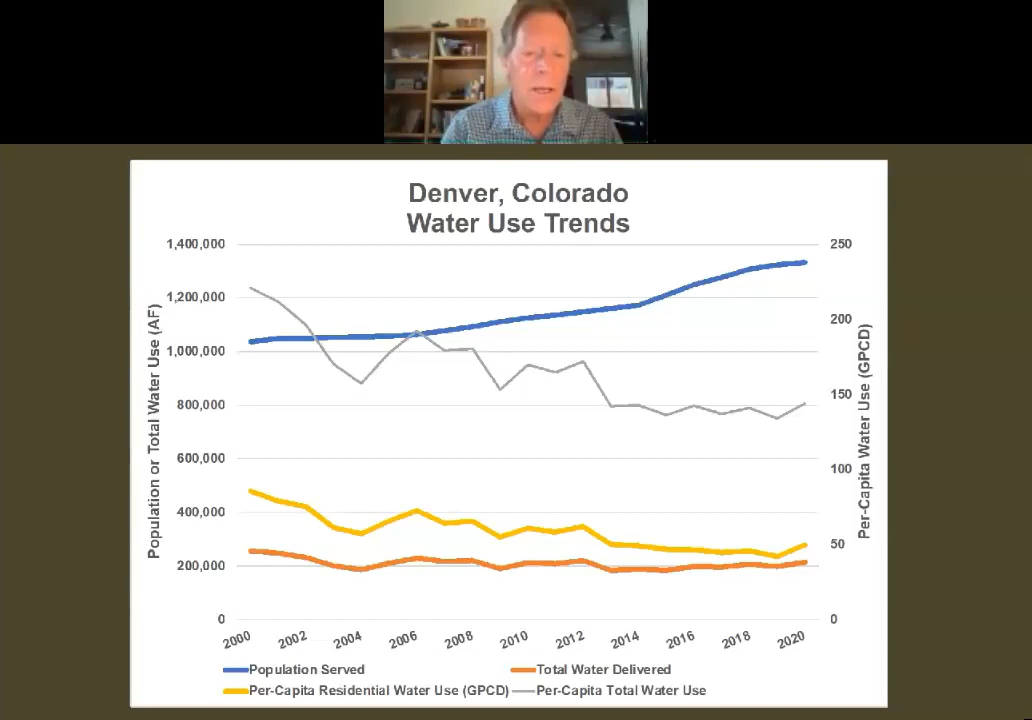 Denver, Colorado
Water Use Trends
1,400,000
1,200,000
1,000,000
800,000
600,000
400,000
200,000
0
Population or Total Water Use (AF)
250
200
150
100
50
0
Per-Capita Water Use (GPCD)
2000 2002 2004 2006 2008 2010 2012 2014 2016 2018 2020
Population Served Total Water Delivered
Per-Capita Residential Water Use (GPCD) Per-Capita Total Water Use